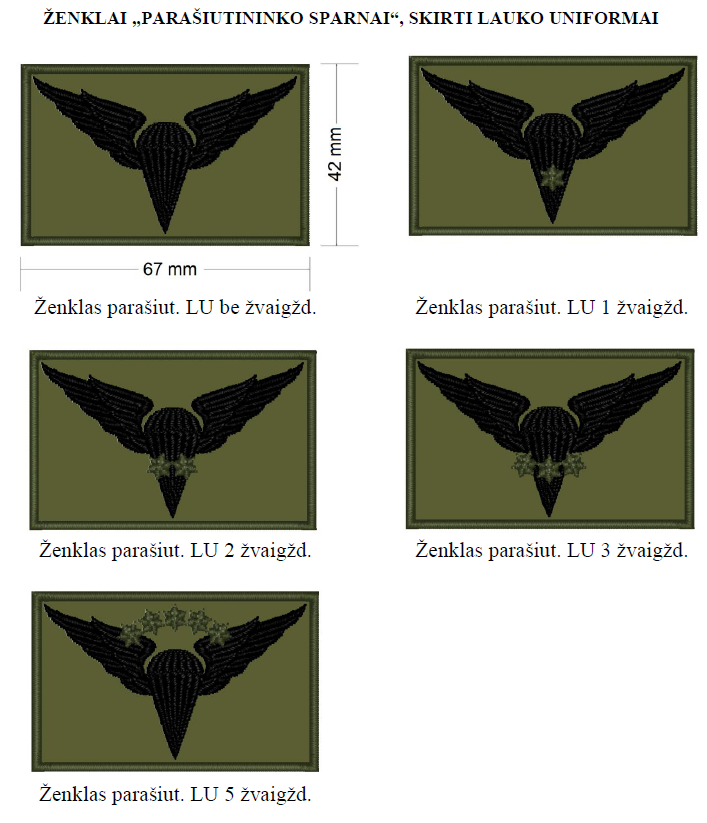 ŽENKLAI „PARAŠIUTININKO SPARNAI“, SKIRTI LAUKO UNIFORMAI
42 mm
67 mm
Ženklas parašiut. LU be žvaigžd.
Ženklas parašiut. LU 1 žvaigžd.
Ženklas parašiut. LU 2 žvaigžd.
Ženklas parašiut. LU 3 žvaigžd.
Ženklas parašiut. LU 5 žvaigžd.